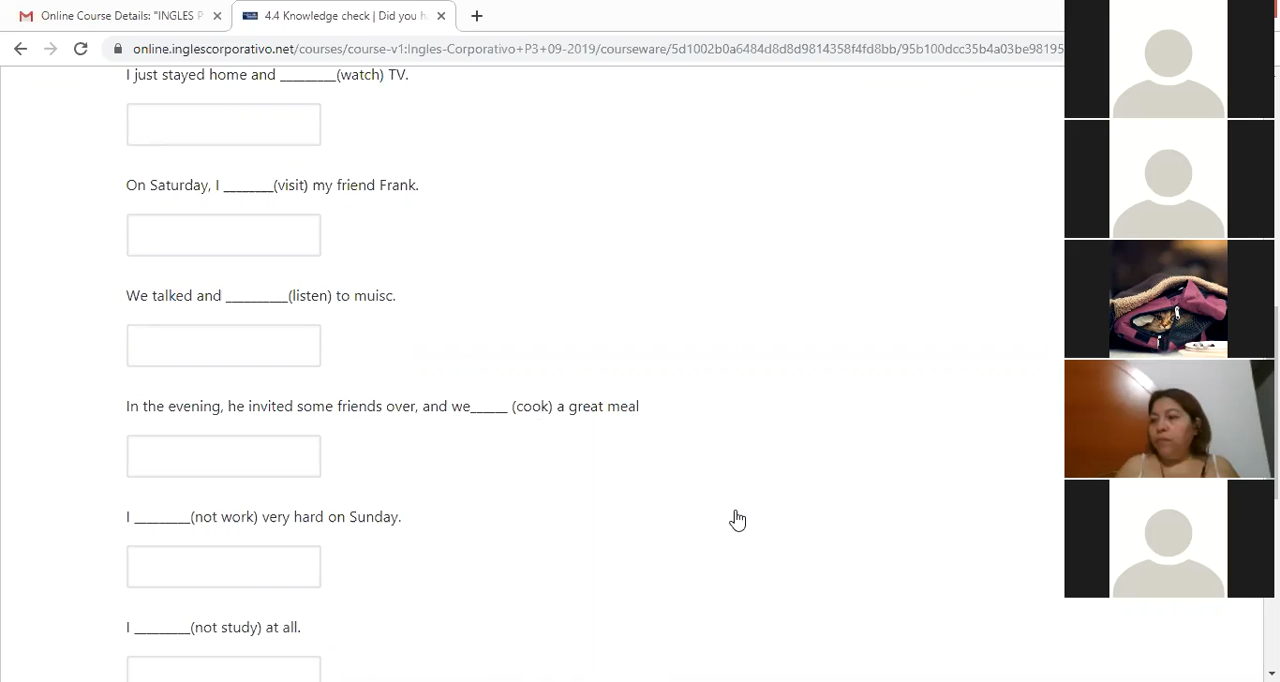 Online Course Details: "INGLES P
4.4 Knowledge check | Did you h
online.inglescorporativo.net/courses/course-v1:Ingles-Corporativo+P3+09-2019/courseware/5d1002b0a6484d8d8d9814358f4fd8bb/95b100dcc35b4a03be98195
I just stayed home and ________(watch) TV.
On Saturday, I _______(visit) my friend Frank.
We talked and _________(listen) to muisc.
In the evening, he invited some friends over, and we______ (cook) a great meal
I ________(not work) very hard on Sunday.
I ________(not study) at all.